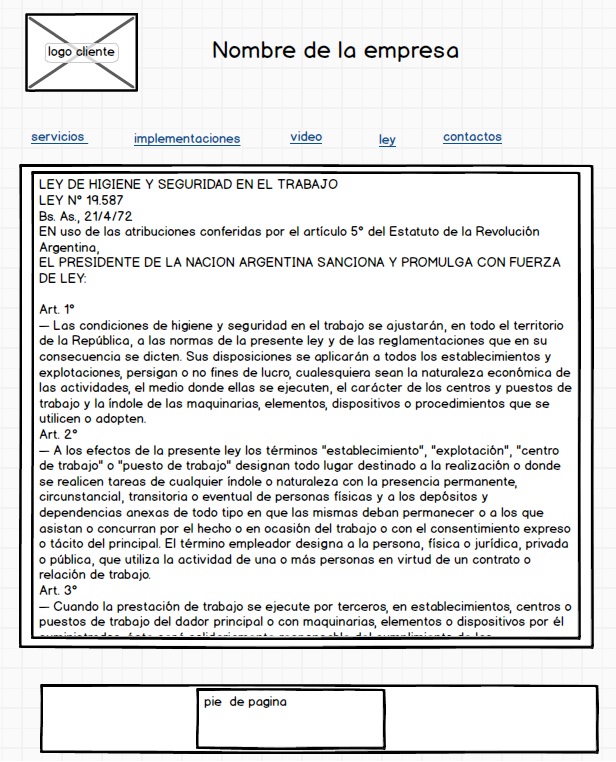 logo cliente
Nombre de la empresa
servicios
implementaciones
video
ley
contactos
LEY DE HIGIENE Y SEGURIDAD EN EL TRABAJO
LEY N° 19.587
Bs. As., 21/4/72
EN uso de las atribuciones conferidas por el artículo 5° del Estatuto de la Revolución
Argentina,
EL PRESIDENTE DE LA NACION ARGENTINA SANCIONA Y PROMULGA CON FUERZA
DE LEY:
Art. 1°
— Las condiciones de higiene y seguridad en el trabajo se ajustarán, en todo el territorio
de la República, a las normas de la presente ley y de las reglamentaciones que en su
consecuencia se dicten. Sus disposiciones se aplicarán a todos los establecimientos y
explotaciones, persigan o no fines de lucro, cualesquiera sean la naturaleza económica de
las actividades, el medio donde ellas se ejecuten, el carácter de los centros y puestos de
trabajo y la índole de las maquinarias, elementos, dispositivos o procedimientos que se
utilicen o adopten.
Art. 2°
— A los efectos de la presente ley los términos "establecimiento", "explotación", "centro
de trabajo" o "puesto de trabajo" designan todo lugar destinado a la realización o donde
se realicen tareas de cualquier índole o naturaleza con la presencia permanente,
circunstancial, transitoria o eventual de personas físicas y a los depósitos y
dependencias anexas de todo tipo en que las mismas deban permanecer o a los que
asistan o concurran por el hecho o en ocasión del trabajo o con el consentimiento expreso
o tácito del principal. El término empleador designa a la persona, física o jurídica, privada
o pública, que utiliza la actividad de una o más personas en virtud de un contrato o
relación de trabajo.
Art. 3°
— Cuando la prestación de trabajo se ejecute por terceros, en establecimientos, centros o
puestos de trabajo del dador principal o con maquinarias, elementos o dispositivos por él
pie de pagina